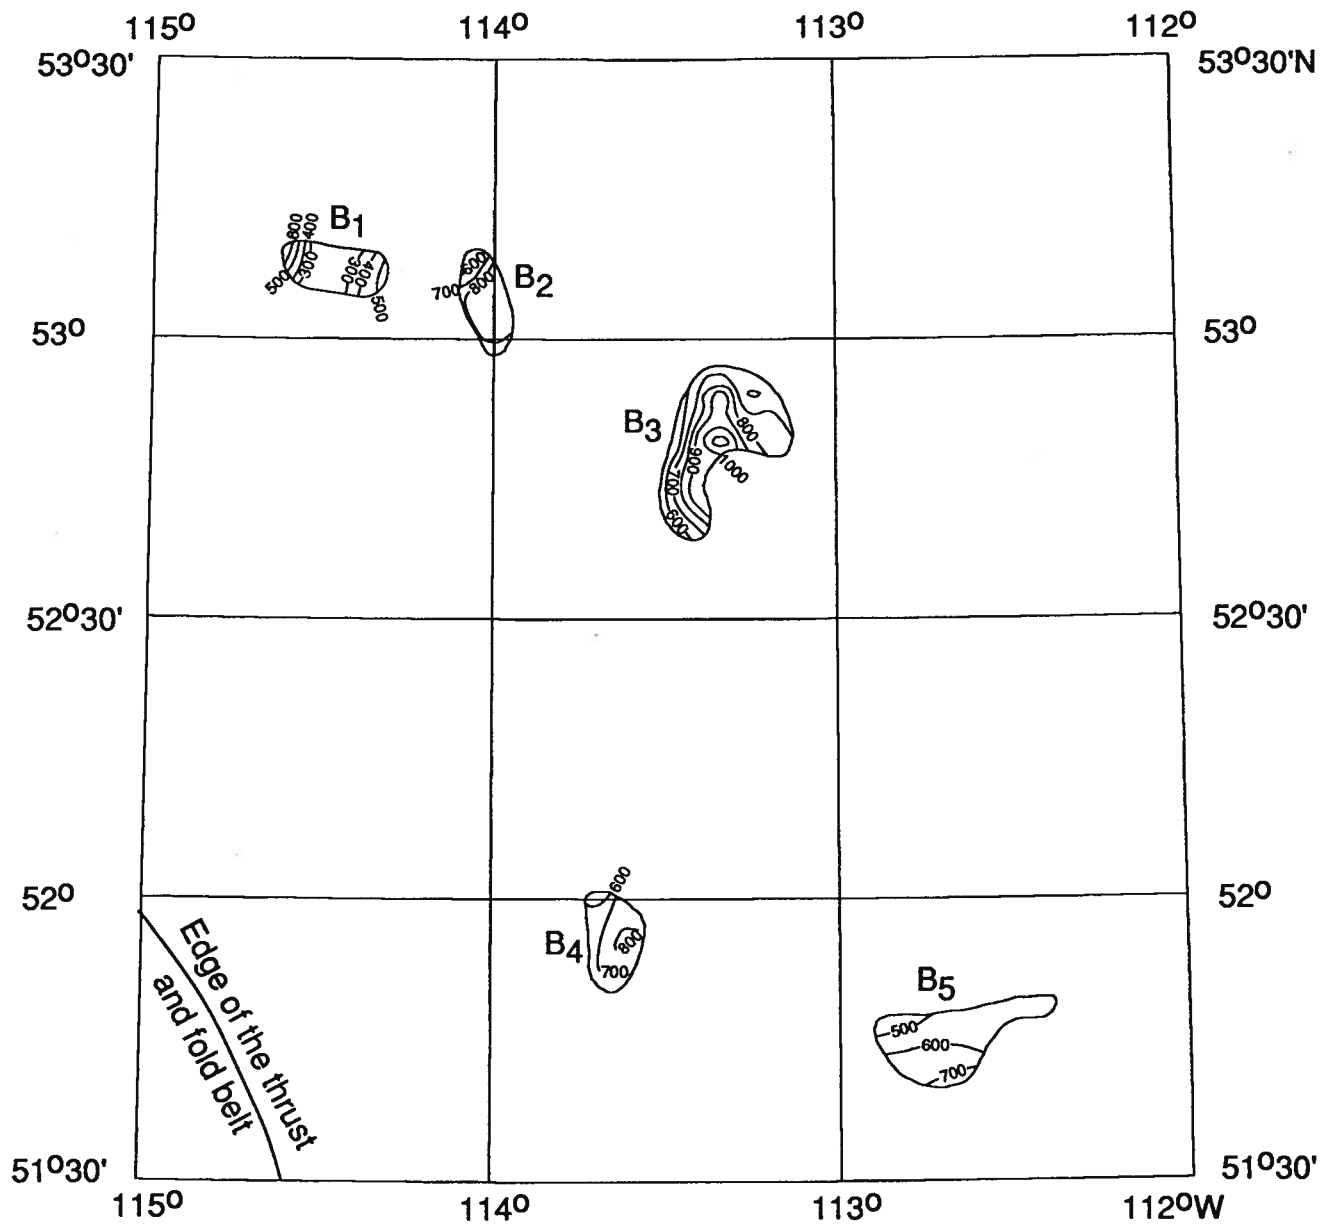 115⁰ 114⁰ 113⁰ 112⁰
53⁰30' 53⁰30'N
B1
600
400
500
300
300
400
500
B2
600
700
800
53⁰ 53⁰
B3
800
900
1000
700
600
52⁰30' 52⁰30'
600
52⁰ 52⁰
B4
800
700
B5
500
600
700
Edge of the thrust
and fold belt
51⁰30' 51⁰30'
115⁰ 114⁰ 113⁰ 112⁰W